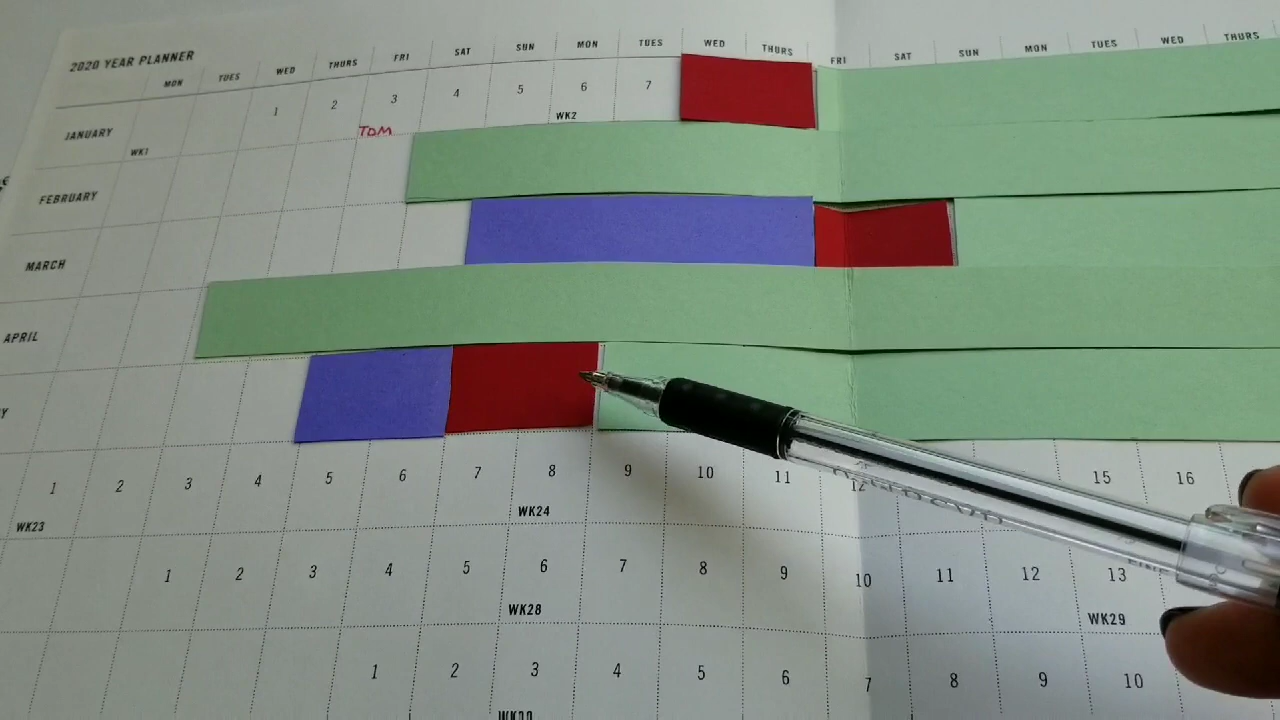 2020 YEAR PLANNER
MON TUES WED THURS FRI SAT SUN MON TUES WED THURS FRI SAT SUN MON TUES WED THURS
JANUARY 1 2 3 4 5 6 7
WK1 TOM WK2
FEBRUARY
MARCH
APRIL
Y
1 2 3 4 5 6 7 8 9 10 11 12 15 16
WK23 WK24
1 2 3 4 5 6 7 8 9 10 11 12 13
WK28 WK29
1 2 3 4 5 6 7 8 9 10